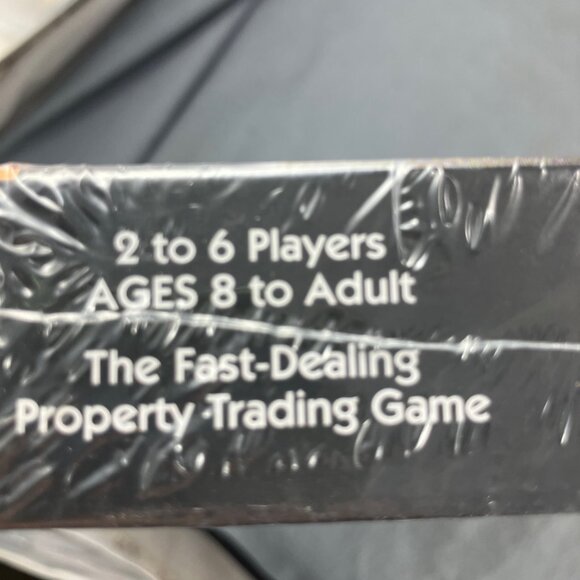 2 to 6 Players
AGES 8 to Adult
The Fast-Dealing
Property Trading Game